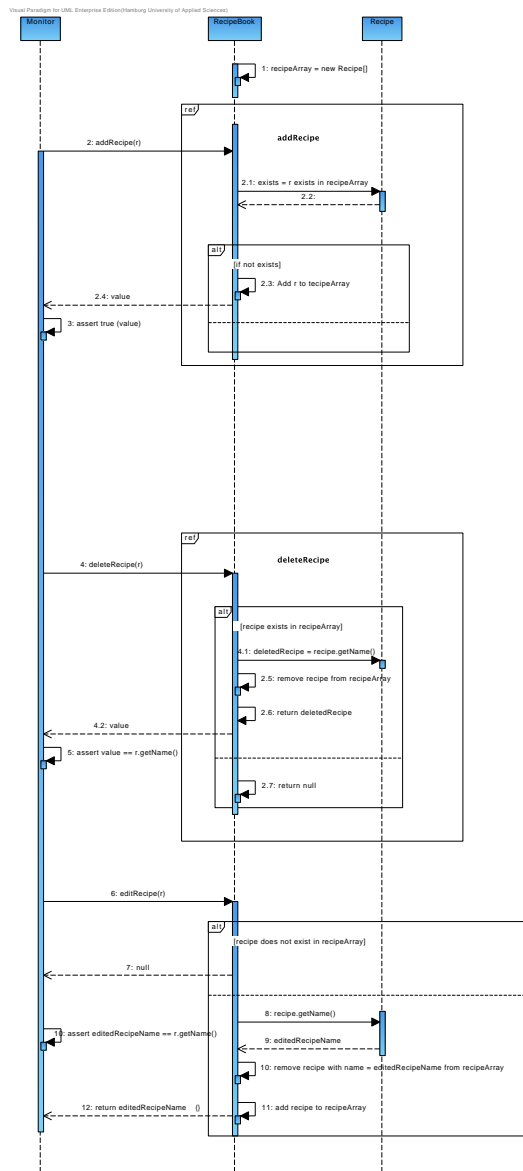 Visual Paradigm for UML Enterprise Edition(Hamburg University of Applied Sciences)
Monitor
RecipeBook
Recipe
1: recipeArray = new Recipe[]
ref
addRecipe
2: addRecipe(r)
2.1: exists = r exists in recipeArray
2.2:
alt
[if not exists]
2.3: Add r to tecipeArray
2.4: value
3: assert true (value)
ref
deleteRecipe
4: deleteRecipe(r)
alt
[recipe exists in recipeArray]
4.1: deletedRecipe = recipe.getName()
2.5: remove recipe from recipeArray
2.6: return deletedRecipe
4.2: value
5: assert value == r.getName()
2.7: return null
6: editRecipe(r)
alt
[recipe does not exist in recipeArray]
7: null
8: recipe.getName()
10: assert editedRecipeName == r.getName()
9: editedRecipeName
10: remove recipe with name = editedRecipeName from recipeArray
11: add recipe to recipeArray
12: return editedRecipeName ()